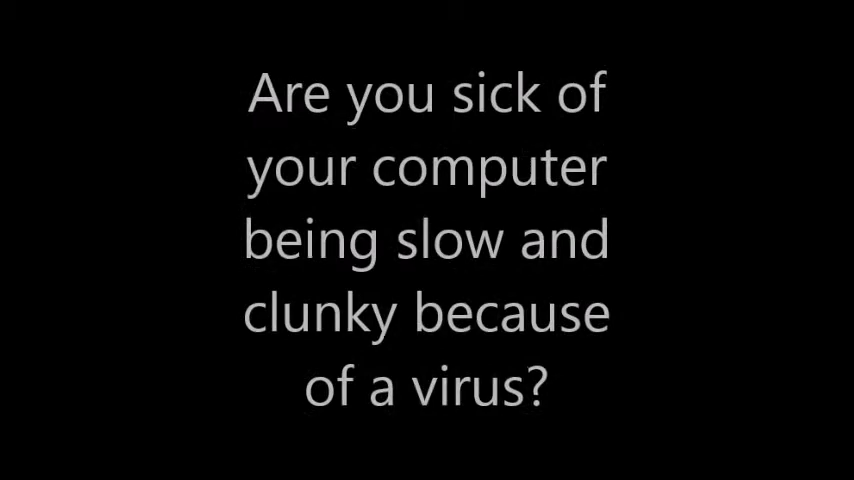 Are you sick of
your computer
being slow and
clunky because
of a virus?